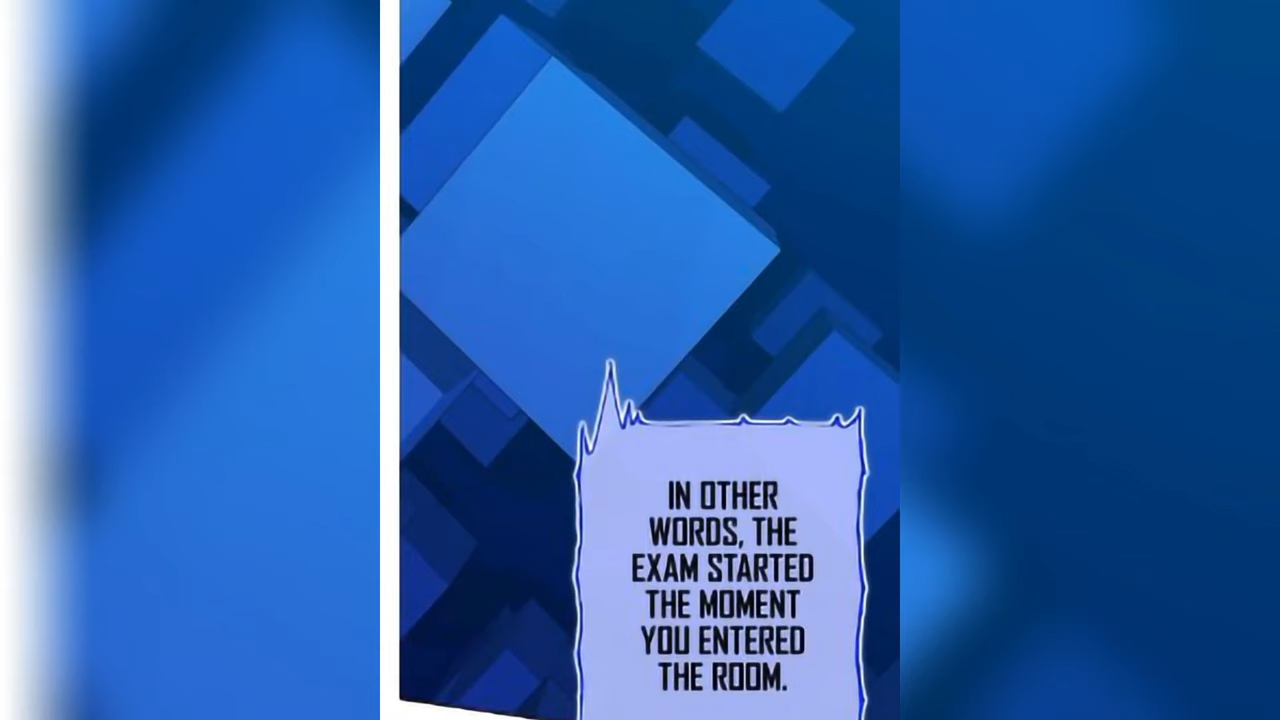 IN OTHER
WORDS, THE
EXAM STARTED
THE MOMENT
YOU ENTERED
THE ROOM.